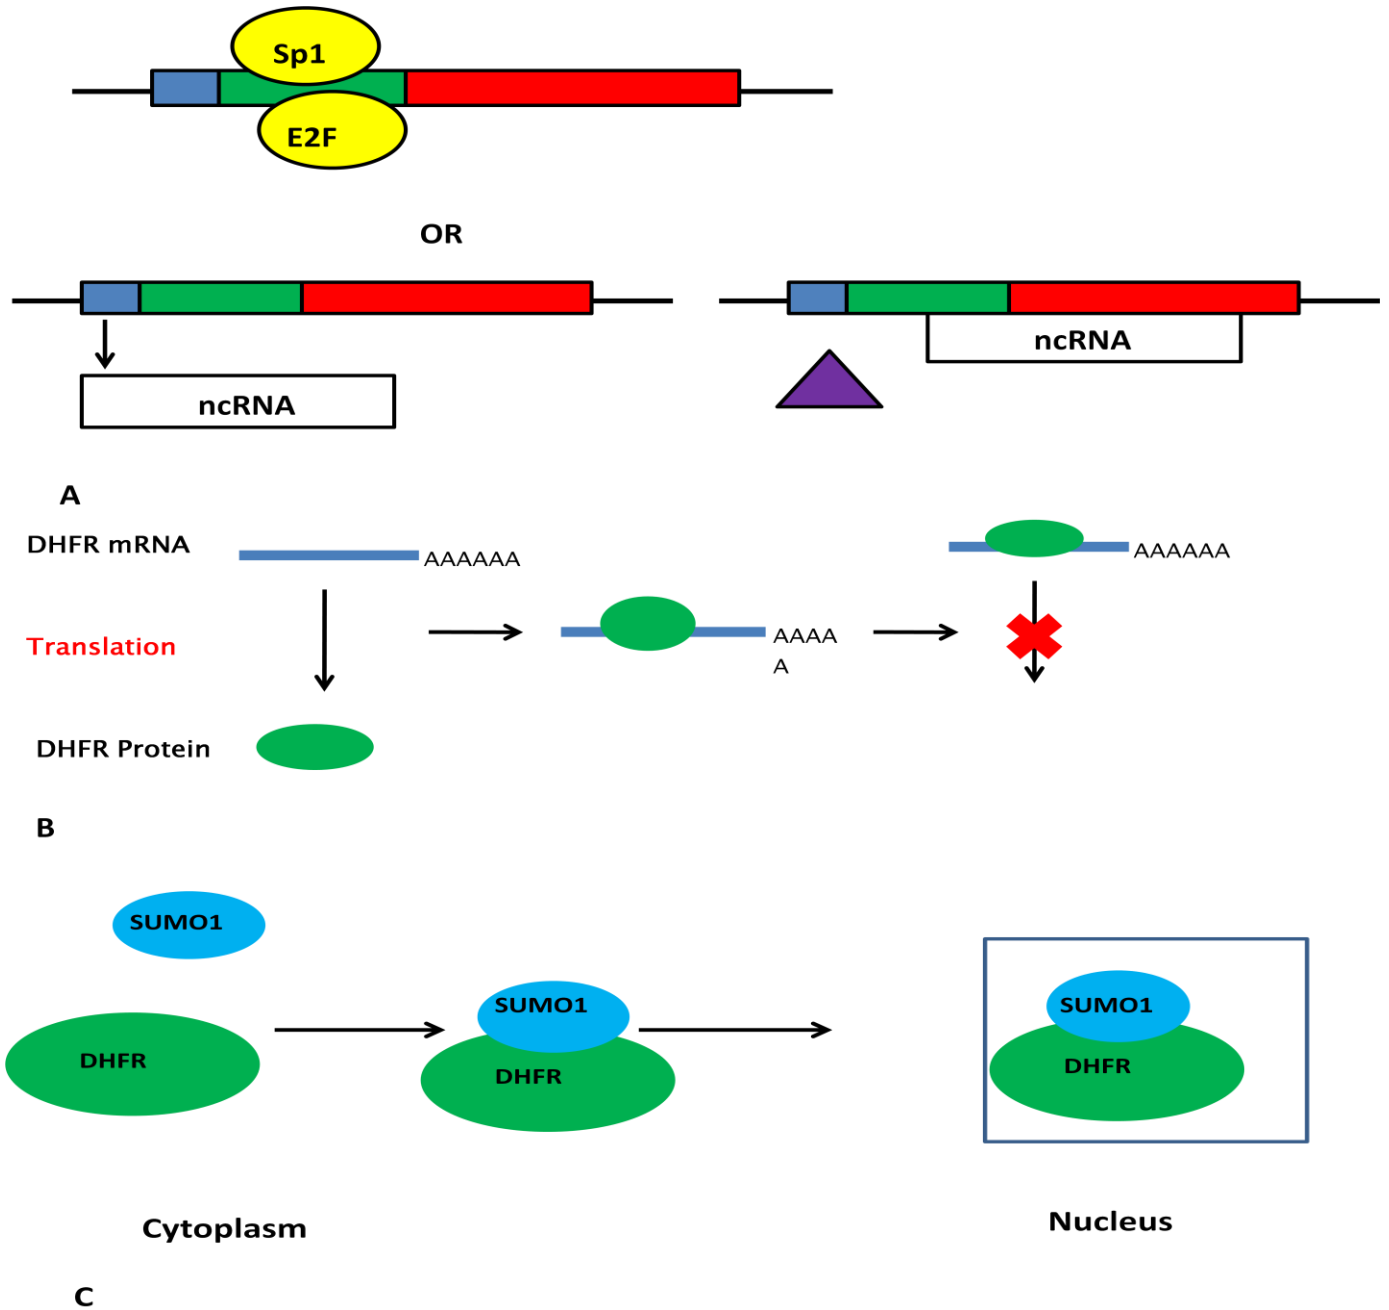 Sp1
E2F
OR
ncRNA
ncRNA
A
DHFR mRNA
AAAAAA
AAAAAA
Translation
AAAA
A
DHFR Protein
B
SUMO1
SUMO1
SUMO1
DHFR
DHFR
DHFR
Cytoplasm
Nucleus
C